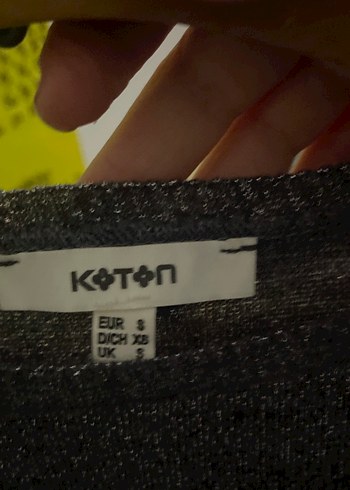 KOTON
EUR S
D/CH XS
UK S